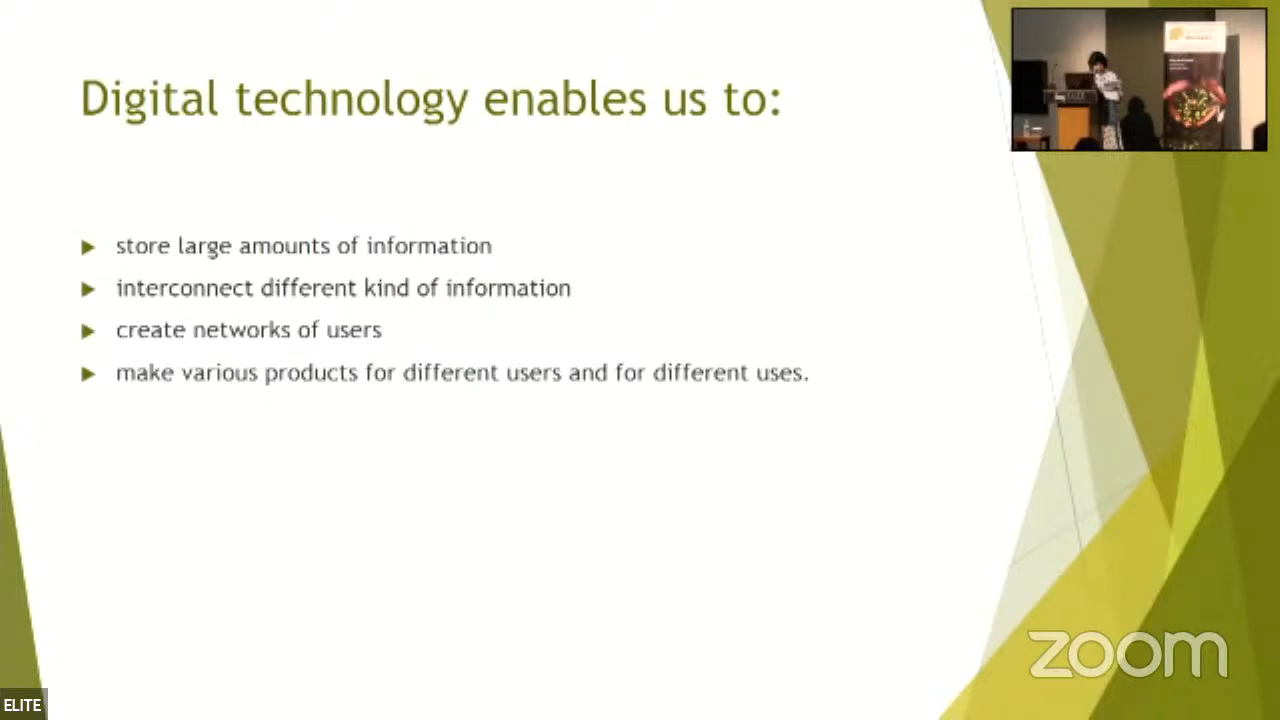 Digital technology enables us to:
store large amounts of information
interconnect different kind of information
create networks of users
make various products for different users and for different uses.
zoom
ELITE